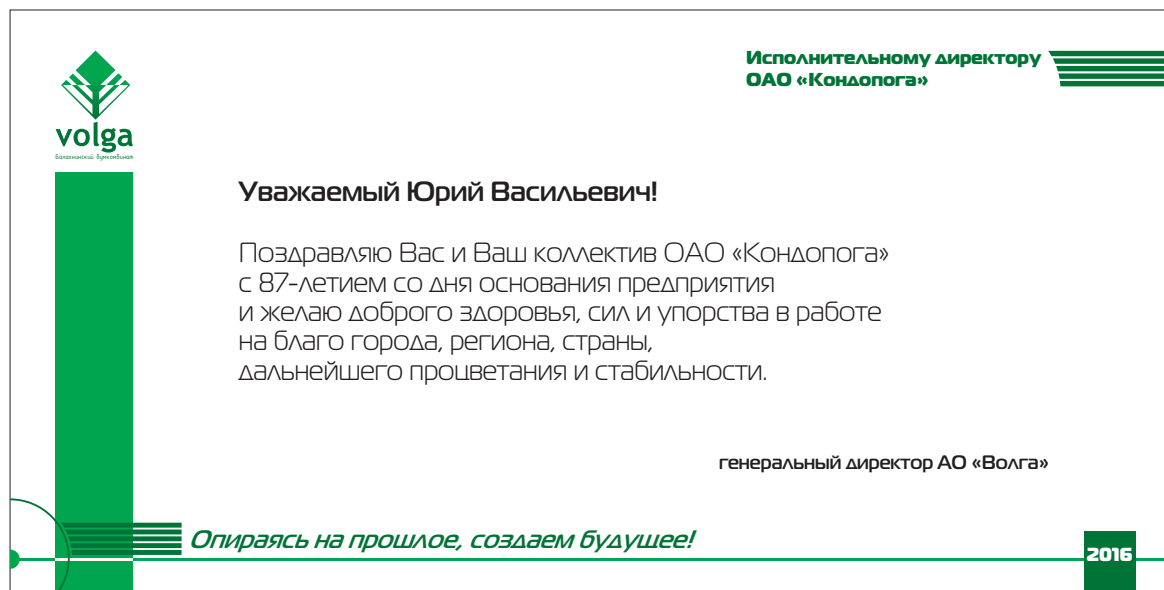 Исполнительному директору
ОАО «Кондопога»
volga
Балахнинский бумкомбинат
Уважаемый Юрий Васильевич!
Поздравляю Вас и Ваш коллектив ОАО «Кондопога»
с 87-летием со дня основания предприятия
и желаю доброго здоровья, сил и упорства в работе
на благо города, региона, страны,
дальнейшего процветания и стабильности.
генеральный директор АО «Волга»
Опираясь на прошлое, создаем будущее!
2016